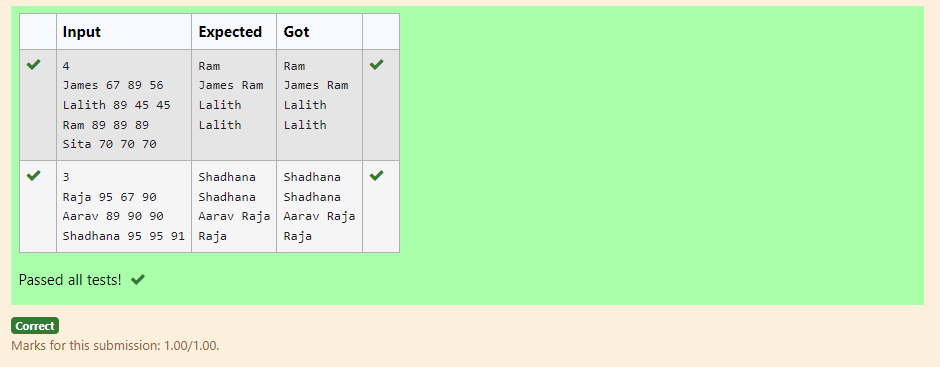 Input Expected Got
4 Ram Ram
James 67 89 56 James Ram James Ram
Lalith 89 45 45 Lalith Lalith
Ram 89 89 89 Lalith Lalith
Sita 70 70 70
3 Shadhana Shadhana
Raja 95 67 90 Shadhana Shadhana
Aarav 89 90 90 Aarav Raja Aarav Raja
Shadhana 95 95 91 Raja Raja
Passed all tests!
Correct
Marks for this submission: 1.00/1.00.